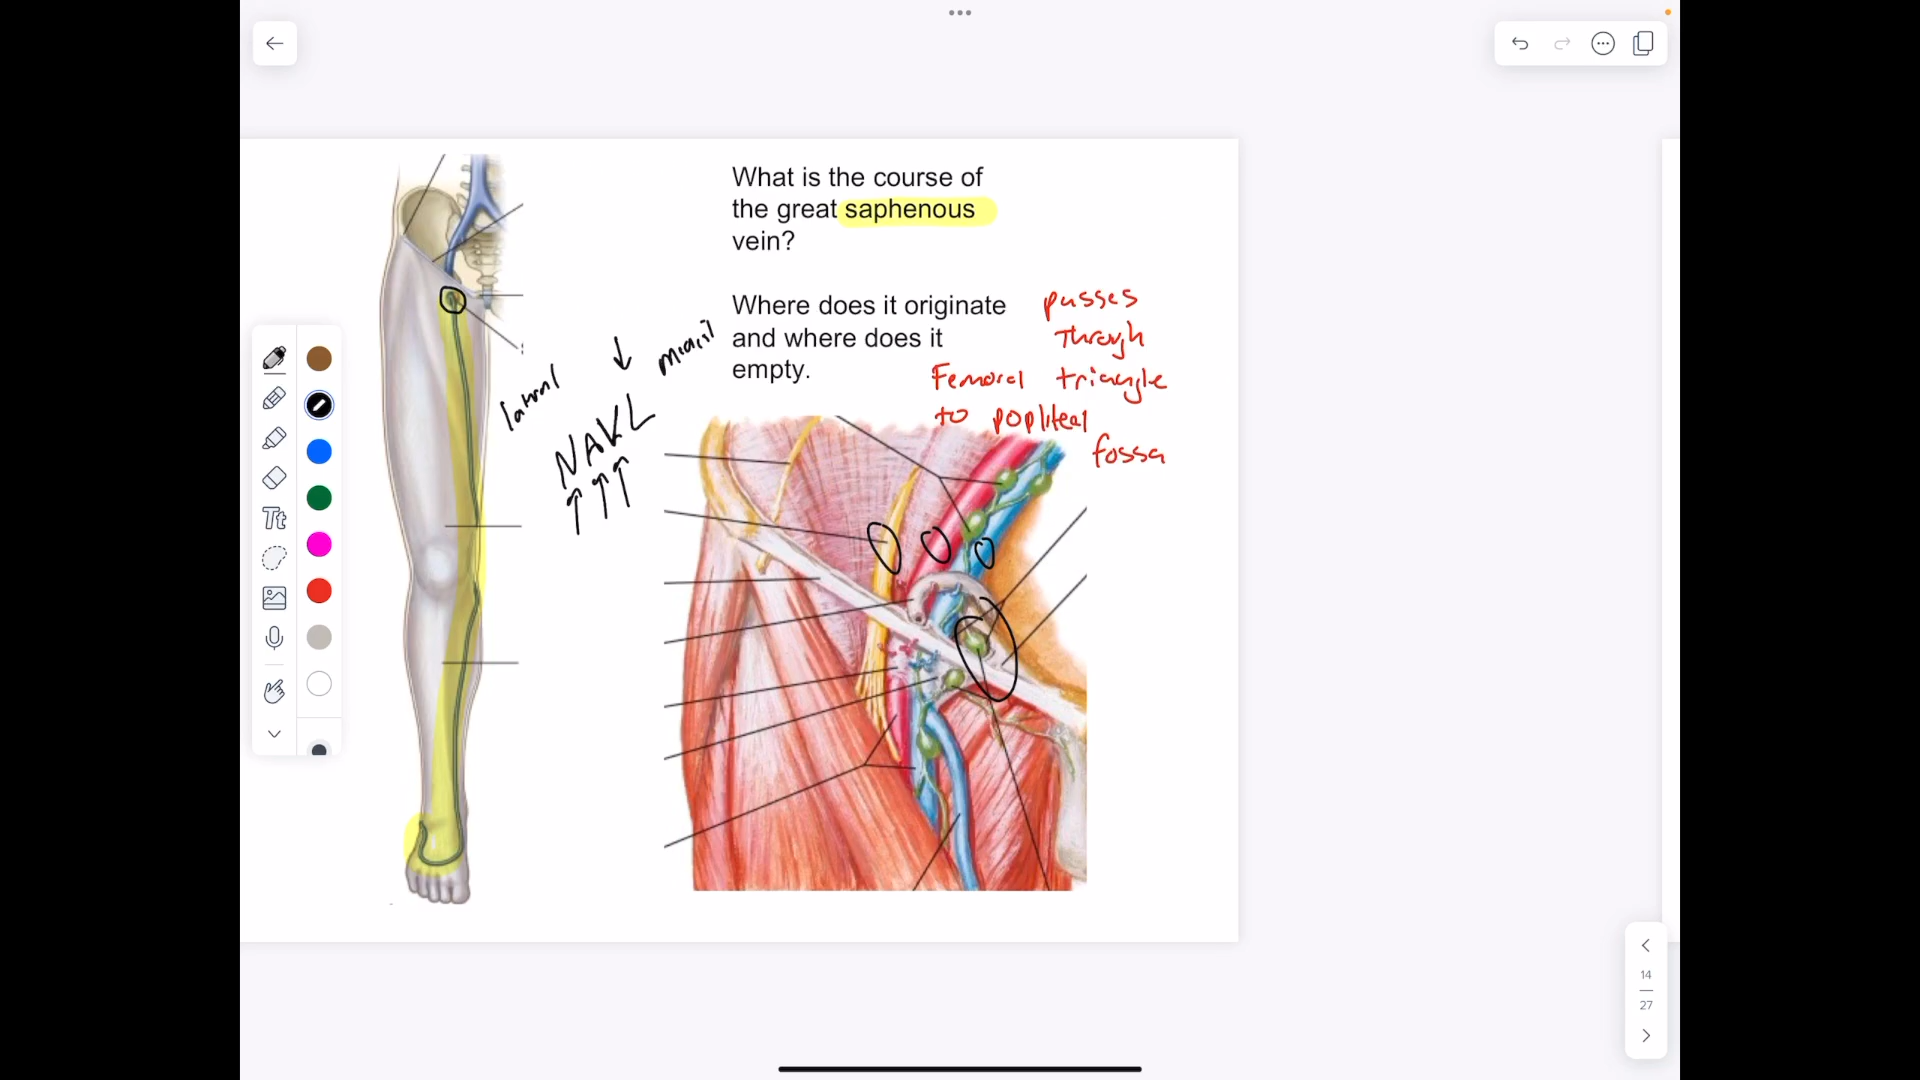 What is the course of
the great saphenous
vein?
Where does it originate
and where does it
empty.
passes
Through
Femoral triangle
to popliteal
fossa
lateral
medial
NAVL
Tt
14
27